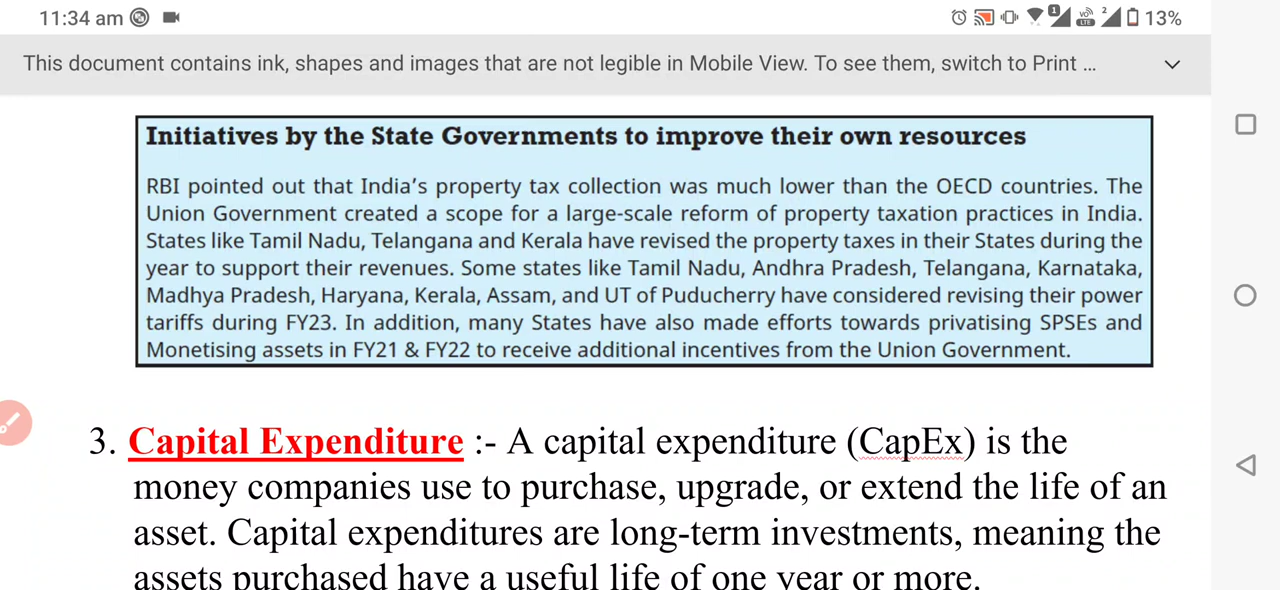 11:34 am
1 VO)) LTE 2 13%
This document contains ink, shapes and images that are not legible in Mobile View. To see them, switch to Print ...
Initiatives by the State Governments to improve their own resources
RBI pointed out that India's property tax collection was much lower than the OECD countries. The
Union Government created a scope for a large-scale reform of property taxation practices in India.
States like Tamil Nadu, Telangana and Kerala have revised the property taxes in their States during the
year to support their revenues. Some states like Tamil Nadu, Andhra Pradesh, Telangana, Karnataka,
Madhya Pradesh, Haryana, Kerala, Assam, and UT of Puducherry have considered revising their power
tariffs during FY23. In addition, many States have also made efforts towards privatising SPSEs and
Monetising assets in FY21 & FY22 to receive additional incentives from the Union Government.
3. Capital Expenditure :- A capital expenditure (CapEx) is the
money companies use to purchase, upgrade, or extend the life of an
asset. Capital expenditures are long-term investments, meaning the
assets purchased have a useful life of one year or more.